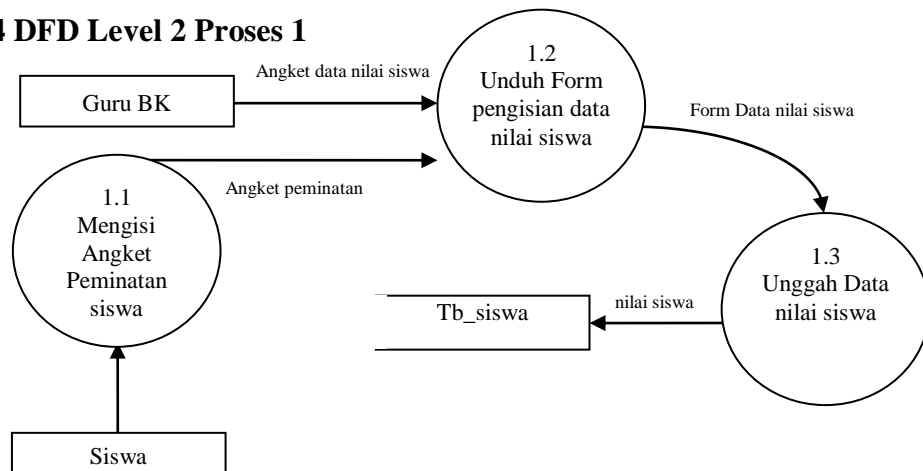 4 DFD Level 2 Proses 1
Guru BK
Angket data nilai siswa
1.2
Unduh Form
pengisian data
nilai siswa
Form Data nilai siswa
Angket peminatan
1.1
Mengisi
Angket
Peminatan
siswa
1.3
Unggah Data
nilai siswa
nilai siswa
Tb_siswa
Siswa